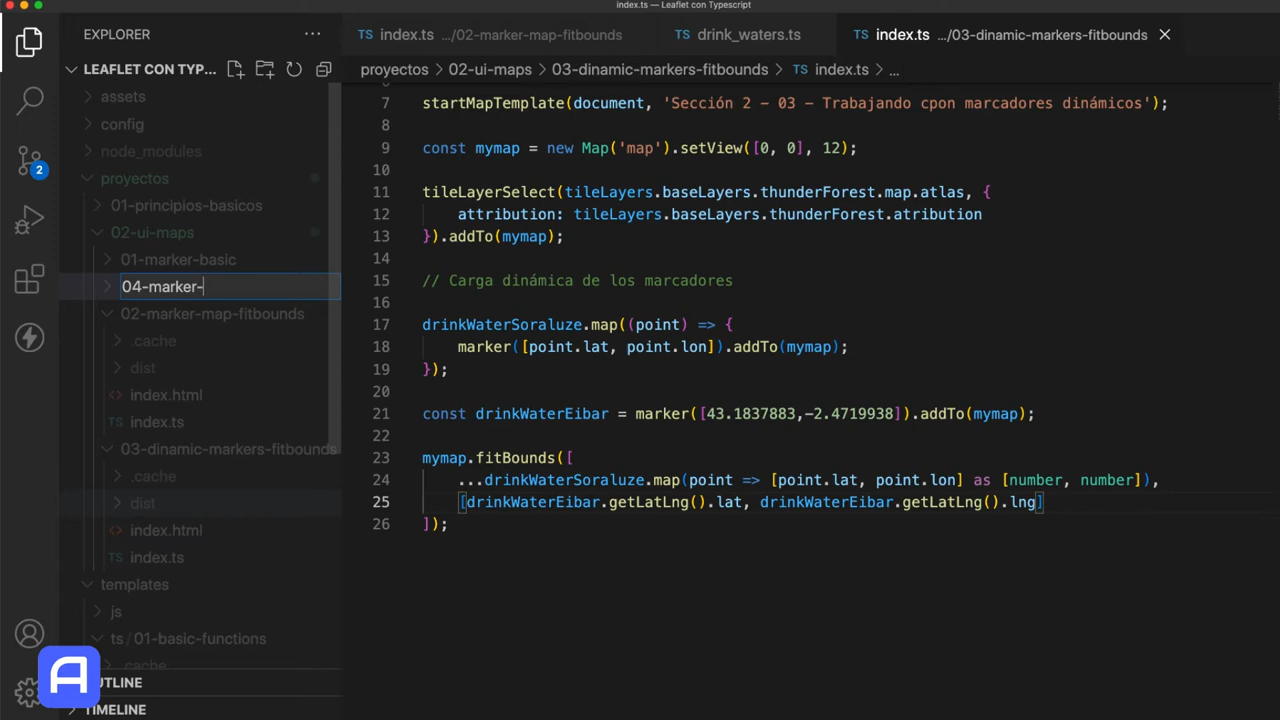 index.ts — Leaflet con Typescript
EXPLORER
LEAFLET CON TYP...
assets
config
node_modules
proyectos
01-principios-basicos
02-ui-maps
01-marker-basic
04-marker-
02-marker-map-fitbounds
.cache
dist
index.html
TS index.ts
03-dinamic-markers-fitbounds
.cache
dist
index.html
TS index.ts
templates
js
ts / 01-basic-functions
.cache
OUTLINE
TIMELINE
2
A
TS index.ts .../02-marker-map-fitbounds
TS drink_waters.ts
TS index.ts .../03-dinamic-markers-fitbounds
proyectos > 02-ui-maps > 03-dinamic-markers-fitbounds > TS index.ts > ...
6
7 startMapTemplate(document, 'Sección 2 - 03 - Trabajando cpon marcadores dinámicos');
8
9 const mymap = new Map('map').setView([0, 0], 12);
10
11 tileLayerSelect(tileLayers.baseLayers.thunderForest.map.atlas, {
12 attribution: tileLayers.baseLayers.thunderForest.atribution
13 }).addTo(mymap);
14
15 // Carga dinámica de los marcadores
16
17 drinkWaterSoraluze.map((point) => {
18 marker([point.lat, point.lon]).addTo(mymap);
19 });
20
21 const drinkWaterEibar = marker([43.1837883,-2.4719938]).addTo(mymap);
22
23 mymap.fitBounds([
24 ...drinkWaterSoraluze.map(point => [point.lat, point.lon] as [number, number]),
25 [drinkWaterEibar.getLatLng().lat, drinkWaterEibar.getLatLng().lng]
26 ]);